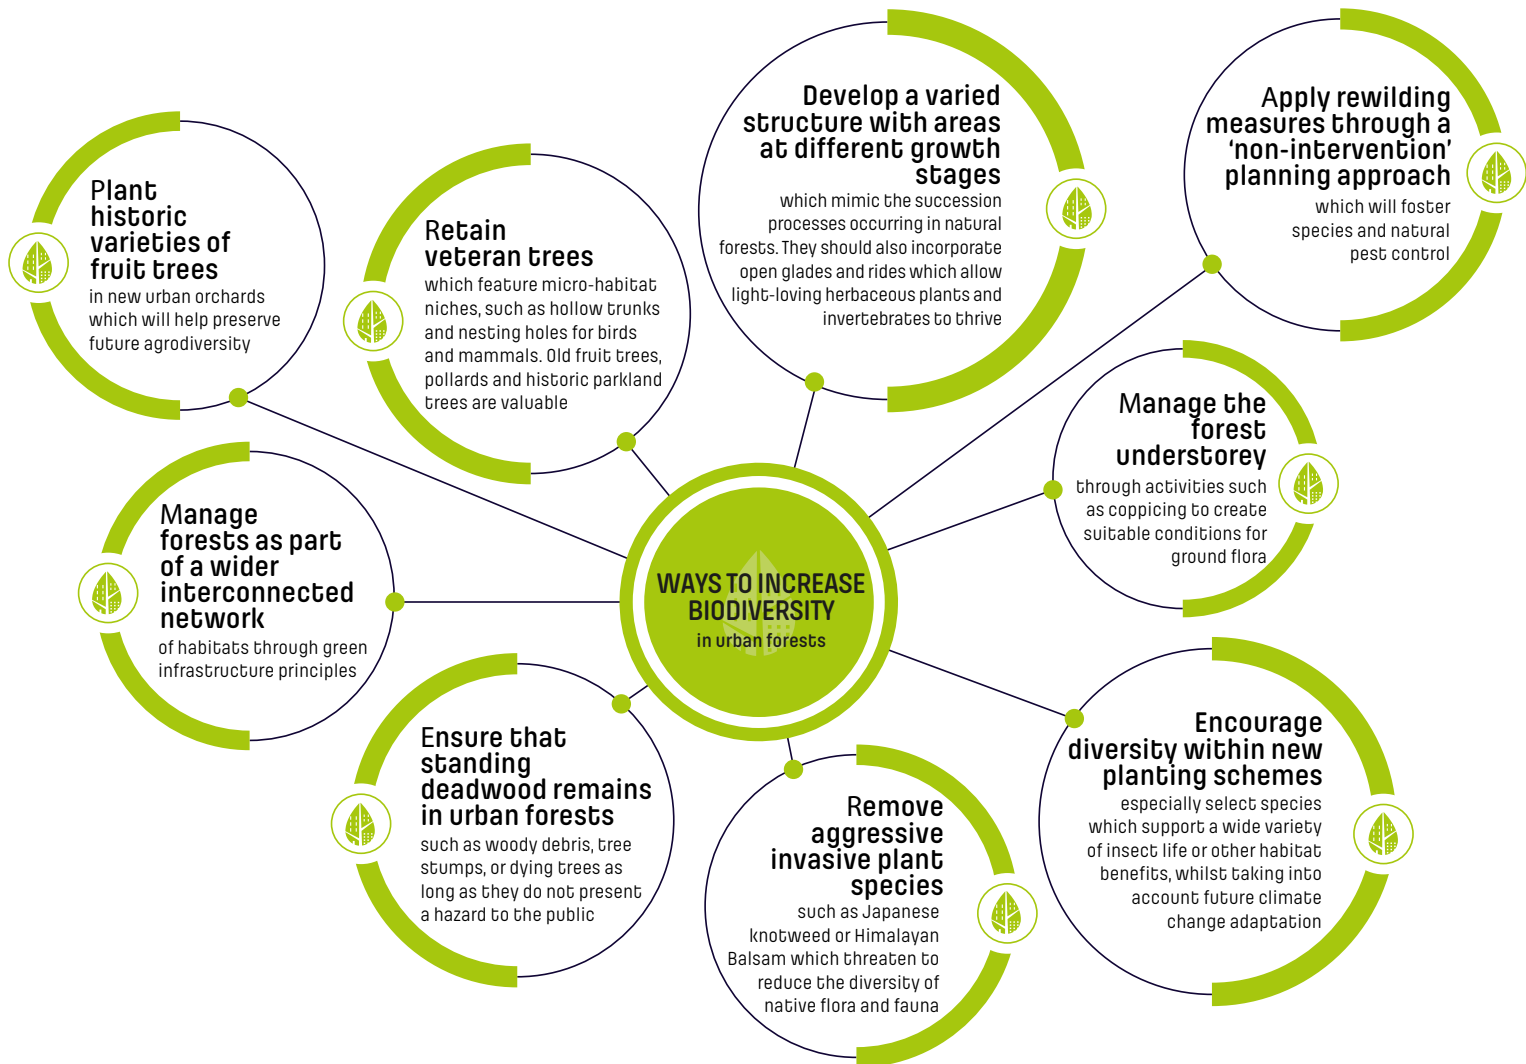 Plant
historic
varieties of
fruit trees
in new urban orchards
which will help preserve
future agrodiversity
Retain
veteran trees
which feature micro-habitat
niches, such as hollow trunks
and nesting holes for birds
and mammals. Old fruit trees,
pollards and historic parkland
trees are valuable
Develop a varied
structure with areas
at different growth
stages
which mimic the succession
processes occurring in natural
forests. They should also incorporate
open glades and rides which allow
light-loving herbaceous plants and
invertebrates to thrive
Apply rewilding
measures through a
‘non-intervention’
planning approach
which will foster
species and natural
pest control
Manage the
forest
understorey
through activities such
as coppicing to create
suitable conditions for
ground flora
Manage
forests as part
of a wider
interconnected
network
of habitats through green
infrastructure principles
WAYS TO INCREASE
BIODIVERSITY
in urban forests
Ensure that
standing
deadwood remains
in urban forests
such as woody debris, tree
stumps, or dying trees as
long as they do not present
a hazard to the public
Remove
aggressive
invasive plant
species
such as Japanese
knotweed or Himalayan
Balsam which threaten to
reduce the diversity of
native flora and fauna
Encourage
diversity within new
planting schemes
especially select species
which support a wide variety
of insect life or other habitat
benefits, whilst taking into
account future climate
change adaptation